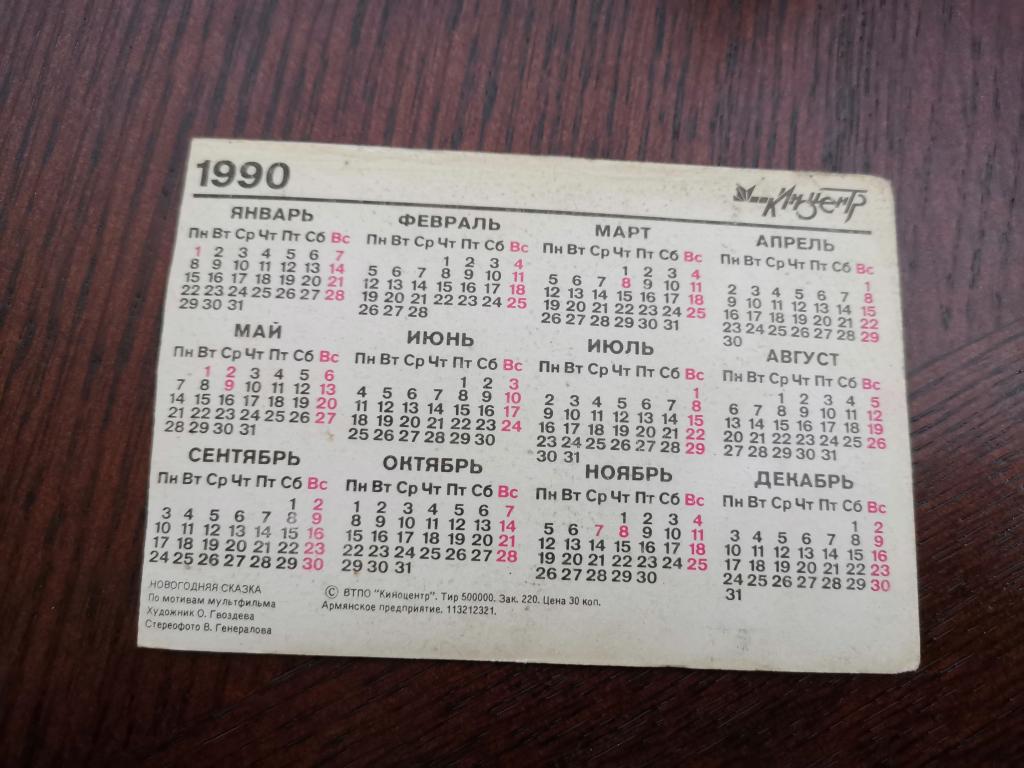 1990
Киноцентр
ЯНВАРЬ
Пн Вт Ср Чт Пт Сб Вс
1 2 3 4 5 6 7
8 9 10 11 12 13 14
15 16 17 18 19 20 21
22 23 24 25 26 27 28
29 30 31
ФЕВРАЛЬ
Пн Вт Ср Чт Пт Сб Вс
1 2 3 4
5 6 7 8 9 10 11
12 13 14 15 16 17 18
19 20 21 22 23 24 25
26 27 28
МАРТ
Пн Вт Ср Чт Пт Сб Вс
1 2 3 4
5 6 7 8 9 10 11
12 13 14 15 16 17 18
19 20 21 22 23 24 25
26 27 28 29 30 31
АПРЕЛЬ
Пн Вт Ср Чт Пт Сб Вс
1
2 3 4 5 6 7 8
9 10 11 12 13 14 15
16 17 18 19 20 21 22
23 24 25 26 27 28 29
30
МАЙ
Пн Вт Ср Чт Пт Сб Вс
1 2 3 4 5 6
7 8 9 10 11 12 13
14 15 16 17 18 19 20
21 22 23 24 25 26 27
28 29 30 31
ИЮНЬ
Пн Вт Ср Чт Пт Сб Вс
1 2 3
4 5 6 7 8 9 10
11 12 13 14 15 16 17
18 19 20 21 22 23 24
25 26 27 28 29 30
ИЮЛЬ
Пн Вт Ср Чт Пт Сб Вс
1
2 3 4 5 6 7 8
9 10 11 12 13 14 15
16 17 18 19 20 21 22
23 24 25 26 27 28 29
30 31
АВГУСТ
Пн Вт Ср Чт Пт Сб Вс
1 2 3 4 5
6 7 8 9 10 11 12
13 14 15 16 17 18 19
20 21 22 23 24 25 26
27 28 29 30 31
СЕНТЯБРЬ
Пн Вт Ср Чт Пт Сб Вс
1 2
3 4 5 6 7 8 9
10 11 12 13 14 15 16
17 18 19 20 21 22 23
24 25 26 27 28 29 30
ОКТЯБРЬ
Пн Вт Ср Чт Пт Сб Вс
1 2 3 4 5 6 7
8 9 10 11 12 13 14
15 16 17 18 19 20 21
22 23 24 25 26 27 28
29 30 31
НОЯБРЬ
Пн Вт Ср Чт Пт Сб Вс
1 2 3 4
5 6 7 8 9 10 11
12 13 14 15 16 17 18
19 20 21 22 23 24 25
26 27 28 29 30
ДЕКАБРЬ
Пн Вт Ср Чт Пт Сб Вс
1 2
3 4 5 6 7 8 9
10 11 12 13 14 15 16
17 18 19 20 21 22 23
24 25 26 27 28 29 30
31
НОВОГОДНЯЯ СКАЗКА
По мотивам мультфильма
Художник О. Гвоздева
Стереофото В. Генералова
© ВТПО "Киноцентр". Тир 500000. Зак. 220. Цена 30 коп.
Армянское предприятие. 113212321.